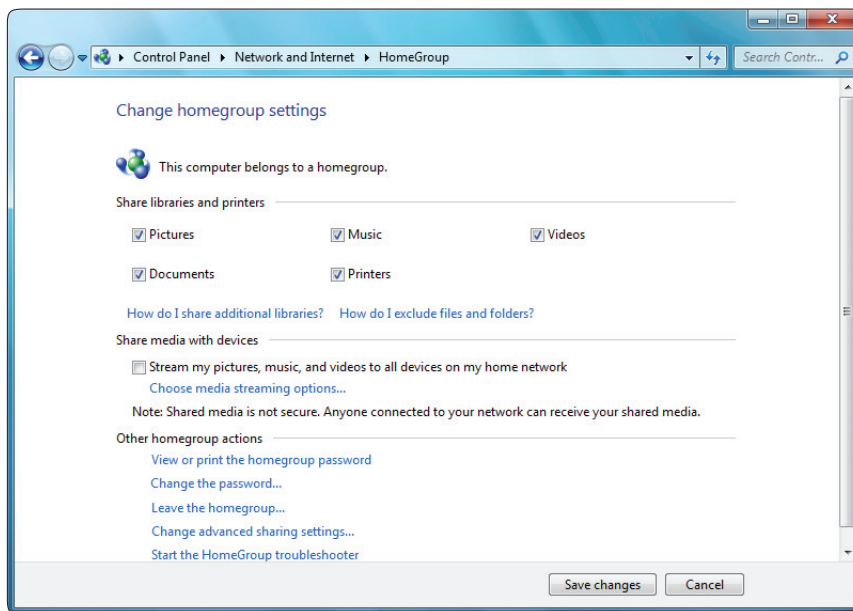 Control Panel Network and Internet HomeGroup Search Contr...
Change homegroup settings
This computer belongs to a homegroup.
Share libraries and printers
Pictures Music Videos
Documents Printers
How do I share additional libraries? How do I exclude files and folders?
Share media with devices
Stream my pictures, music, and videos to all devices on my home network
Choose media streaming options...
Note: Shared media is not secure. Anyone connected to your network can receive your shared media.
Other homegroup actions
View or print the homegroup password
Change the password...
Leave the homegroup...
Change advanced sharing settings...
Start the HomeGroup troubleshooter
Save changes Cancel